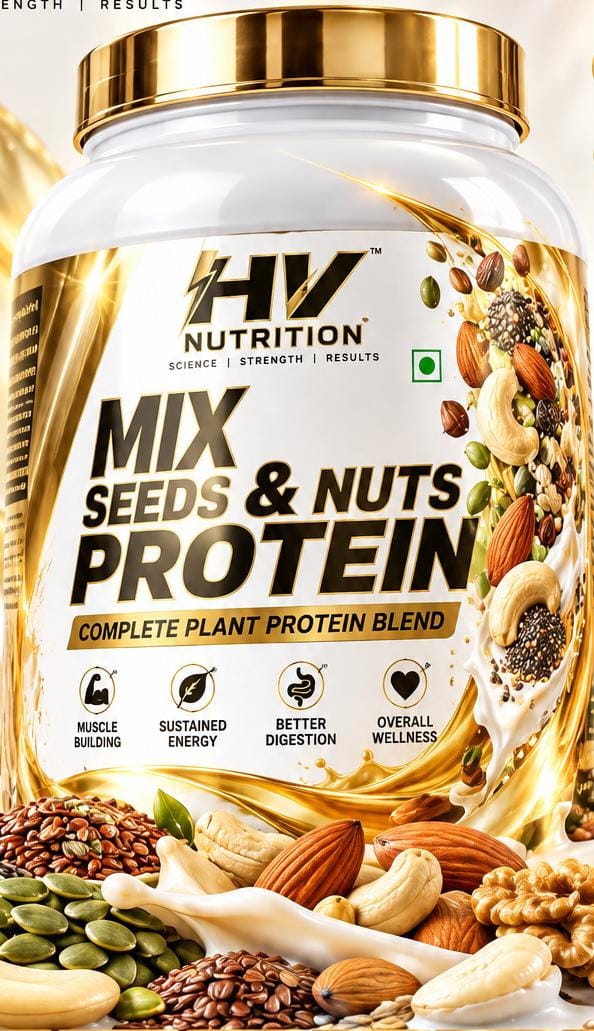 ENGTH | RESULTS
HV™
NUTRITION
SCIENCE | STRENGTH | RESULTS
MIX
SEEDS & NUTS
PROTEIN
COMPLETE PLANT PROTEIN BLEND
MUSCLE
BUILDING
SUSTAINED
ENERGY
BETTER
DIGESTION
OVERALL
WELLNESS